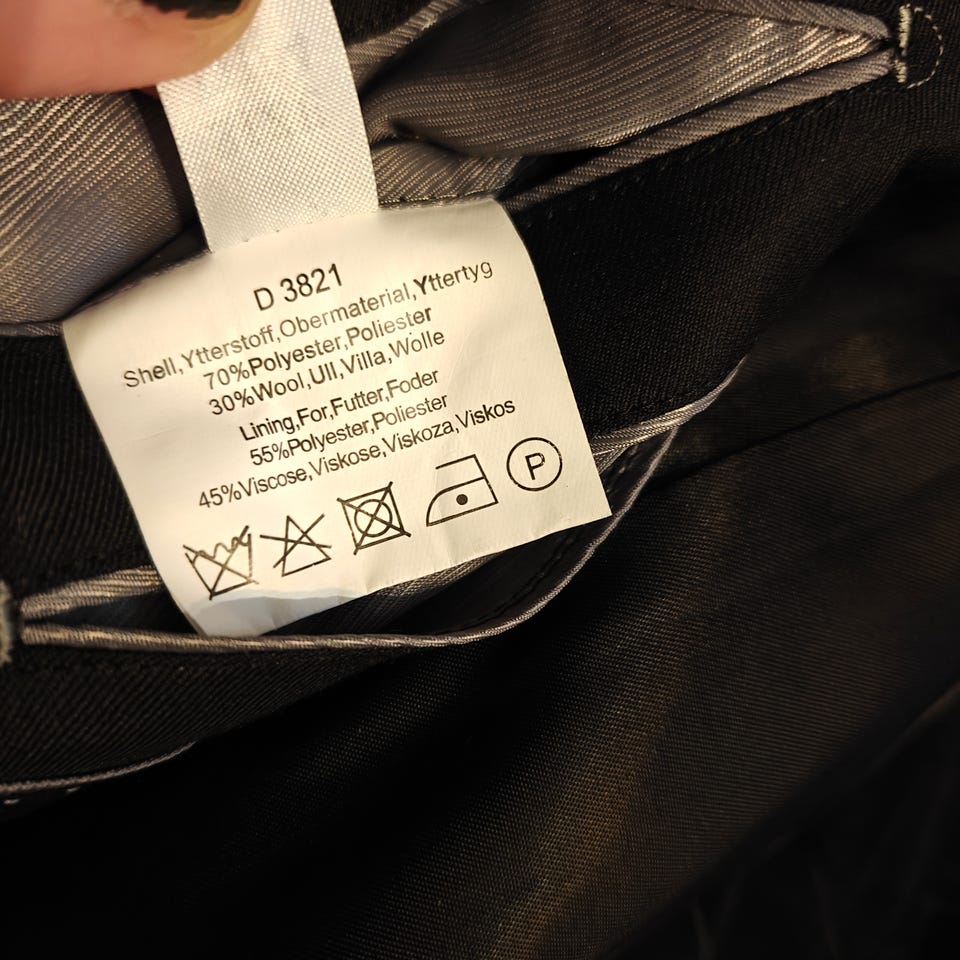 D 3821
Shell,Ytterstoff,Obermaterial,Yttertyg
70%Polyester,Poliester
30%Wool,Ull,Villa,Wolle
Lining,For,Futter,Foder
55%Polyester,Poliester
45%Viscose,Viskose,Viskoza,Viskos
P